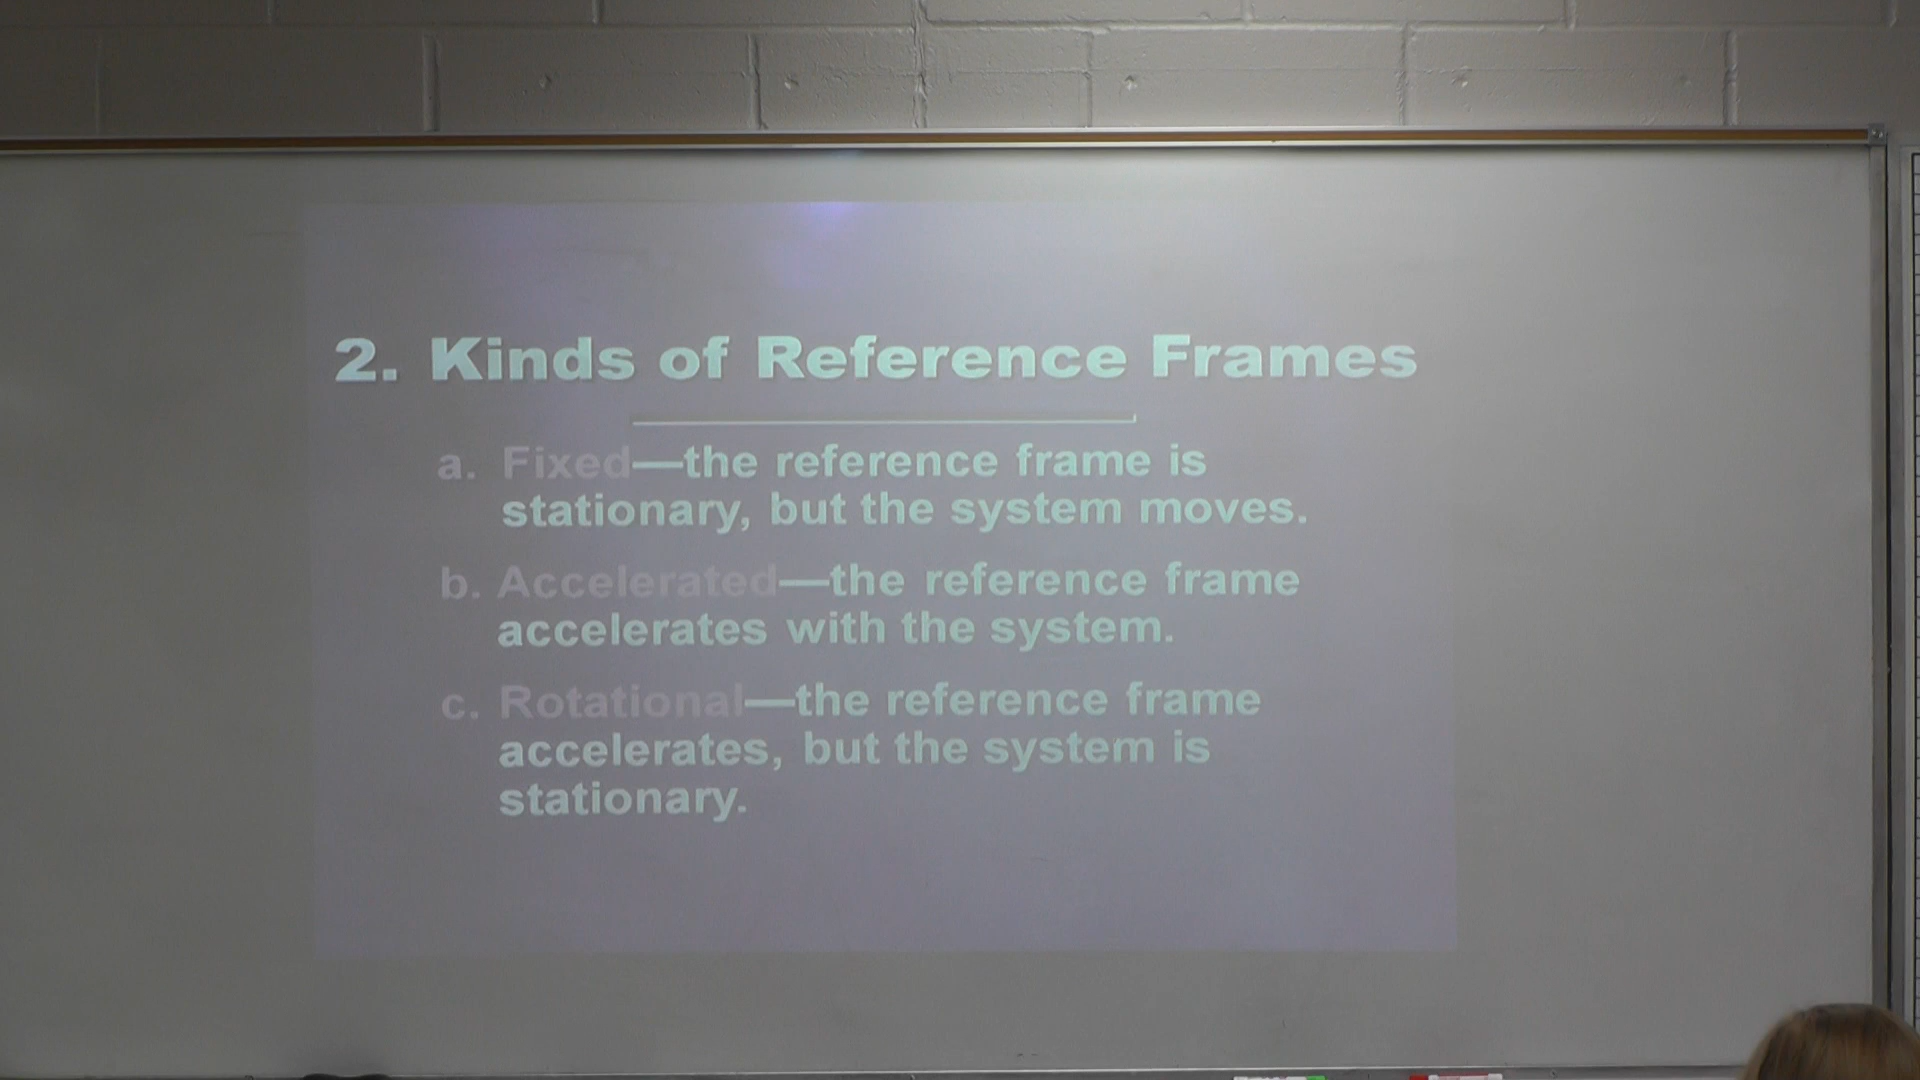 2. Kinds of Reference Frames
a. Fixed—the reference frame is
stationary, but the system moves.
b. Accelerated—the reference frame
accelerates with the system.
c. Rotational—the reference frame
accelerates, but the system is
stationary.